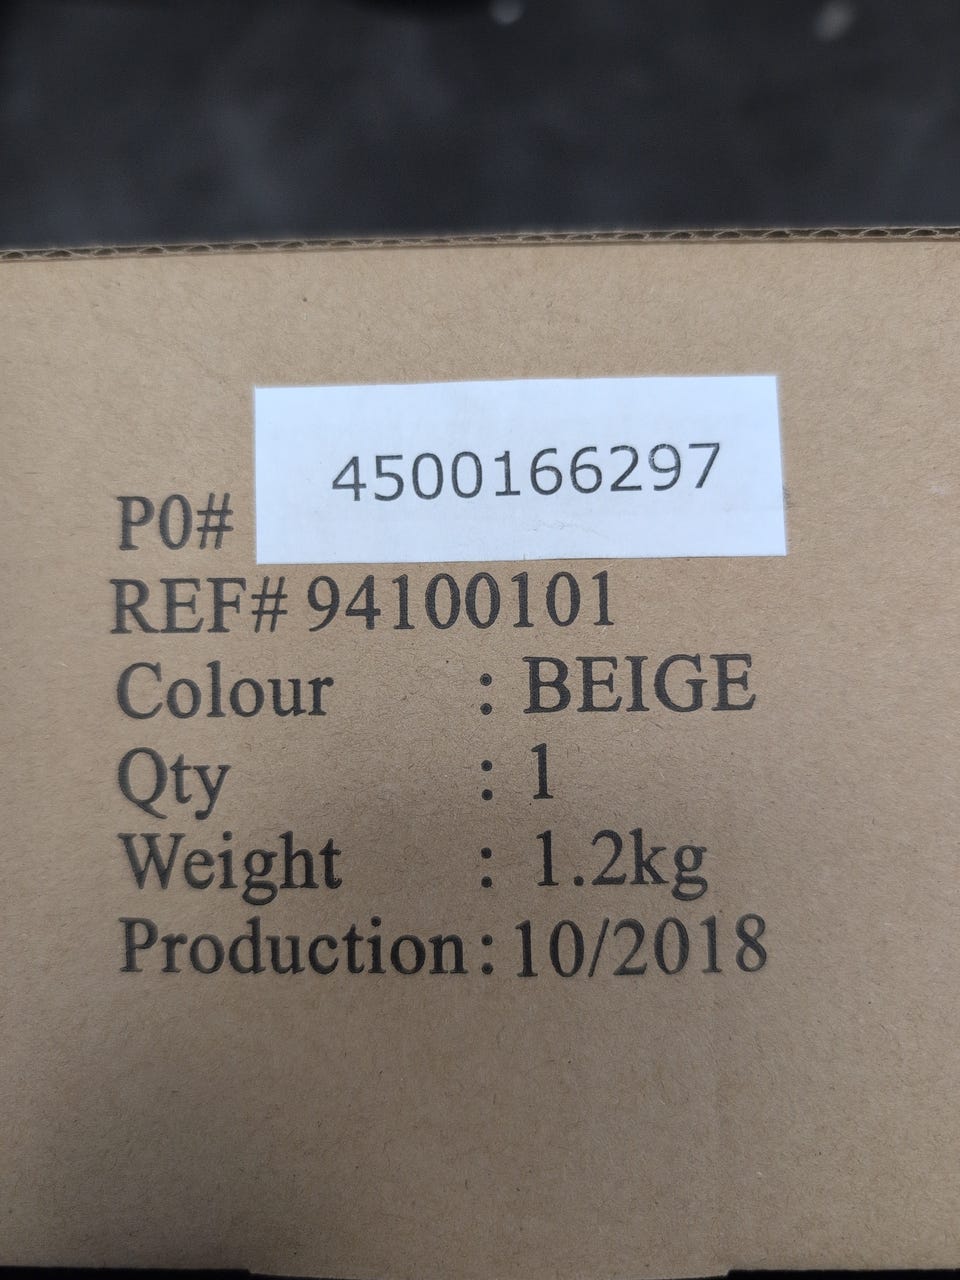 4500166297
P0#
REF# 94100101
Colour : BEIGE
Qty : 1
Weight : 1.2kg
Production : 10/2018